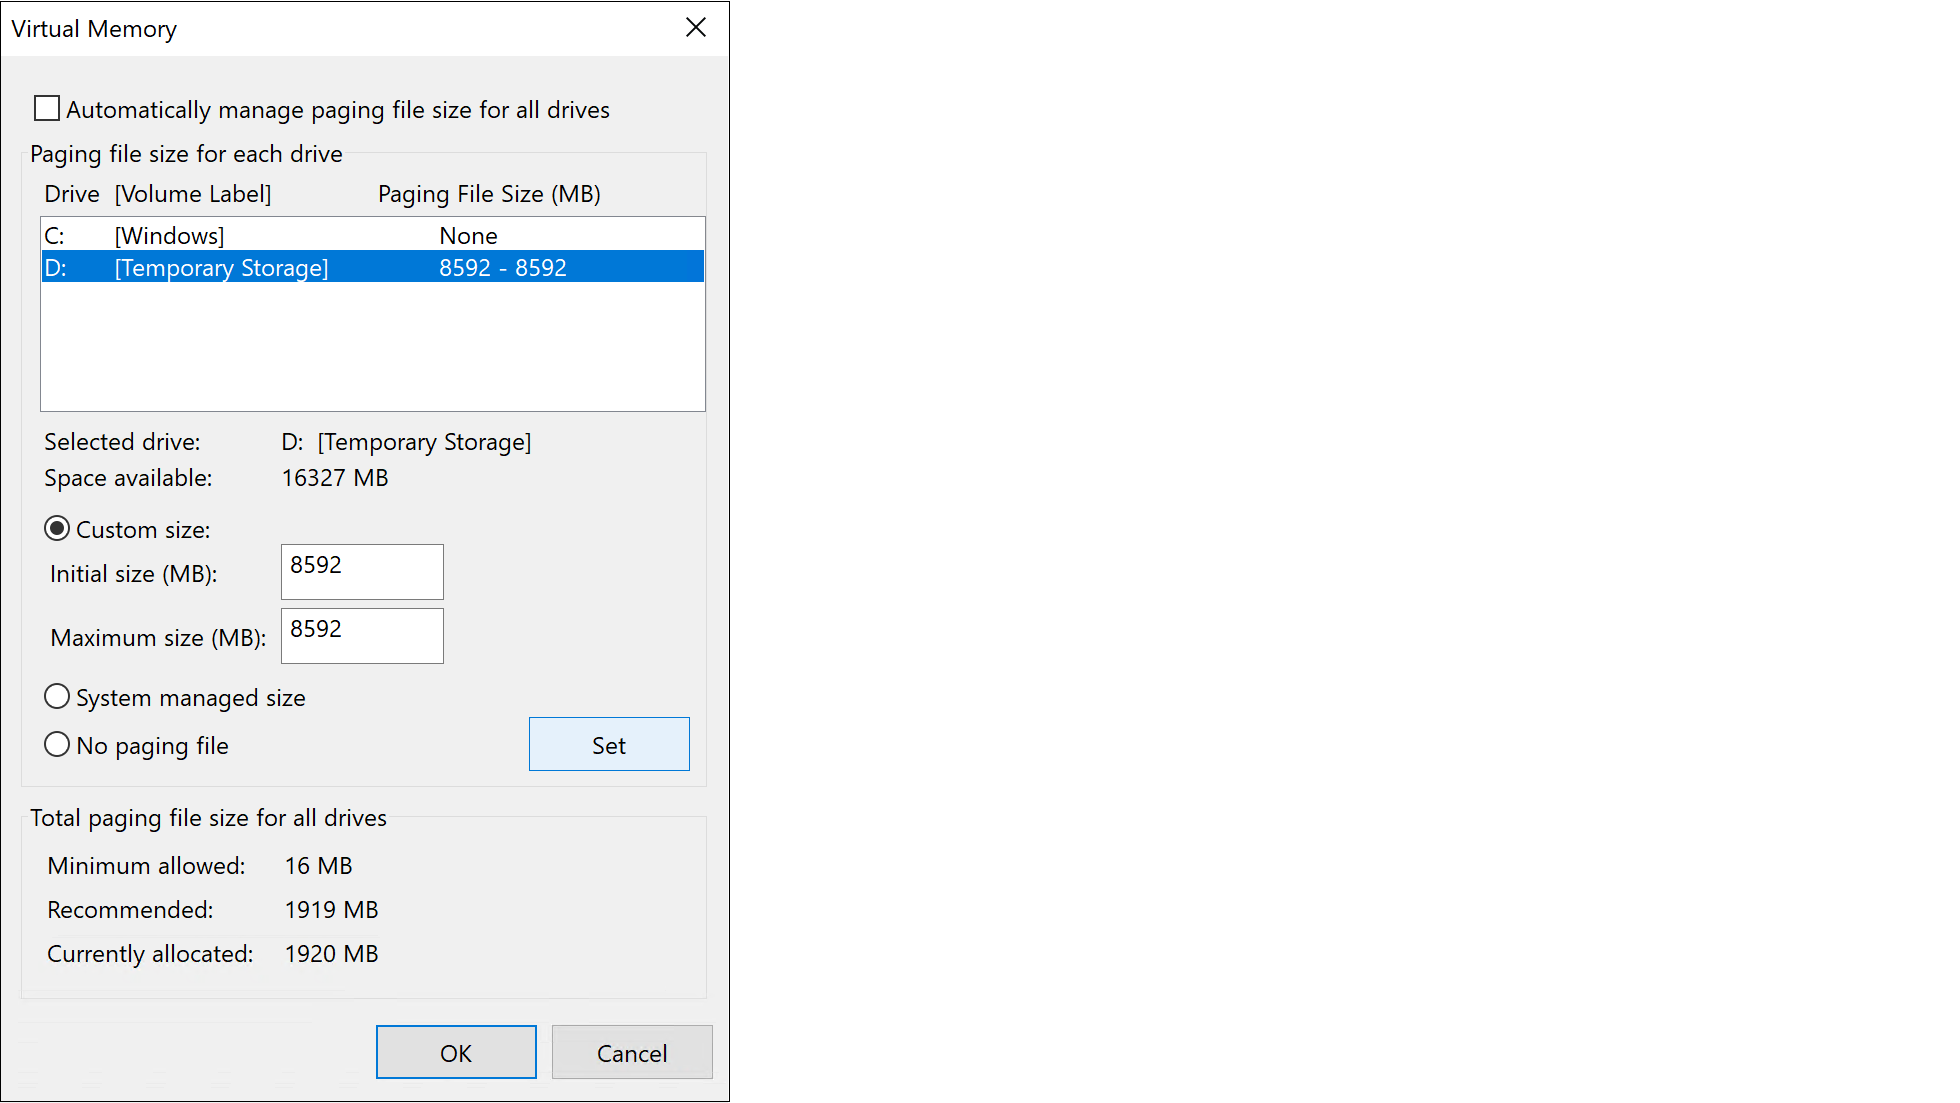 Virtual Memory
Automatically manage paging file size for all drives
Paging file size for each drive
Drive [Volume Label] Paging File Size (MB)
C: [Windows] None
D: [Temporary Storage] 8592 - 8592
Selected drive: D: [Temporary Storage]
Space available: 16327 MB
Custom size:
Initial size (MB): 8592
Maximum size (MB): 8592
System managed size
No paging file
Set
Total paging file size for all drives
Minimum allowed: 16 MB
Recommended: 1919 MB
Currently allocated: 1920 MB
OK Cancel